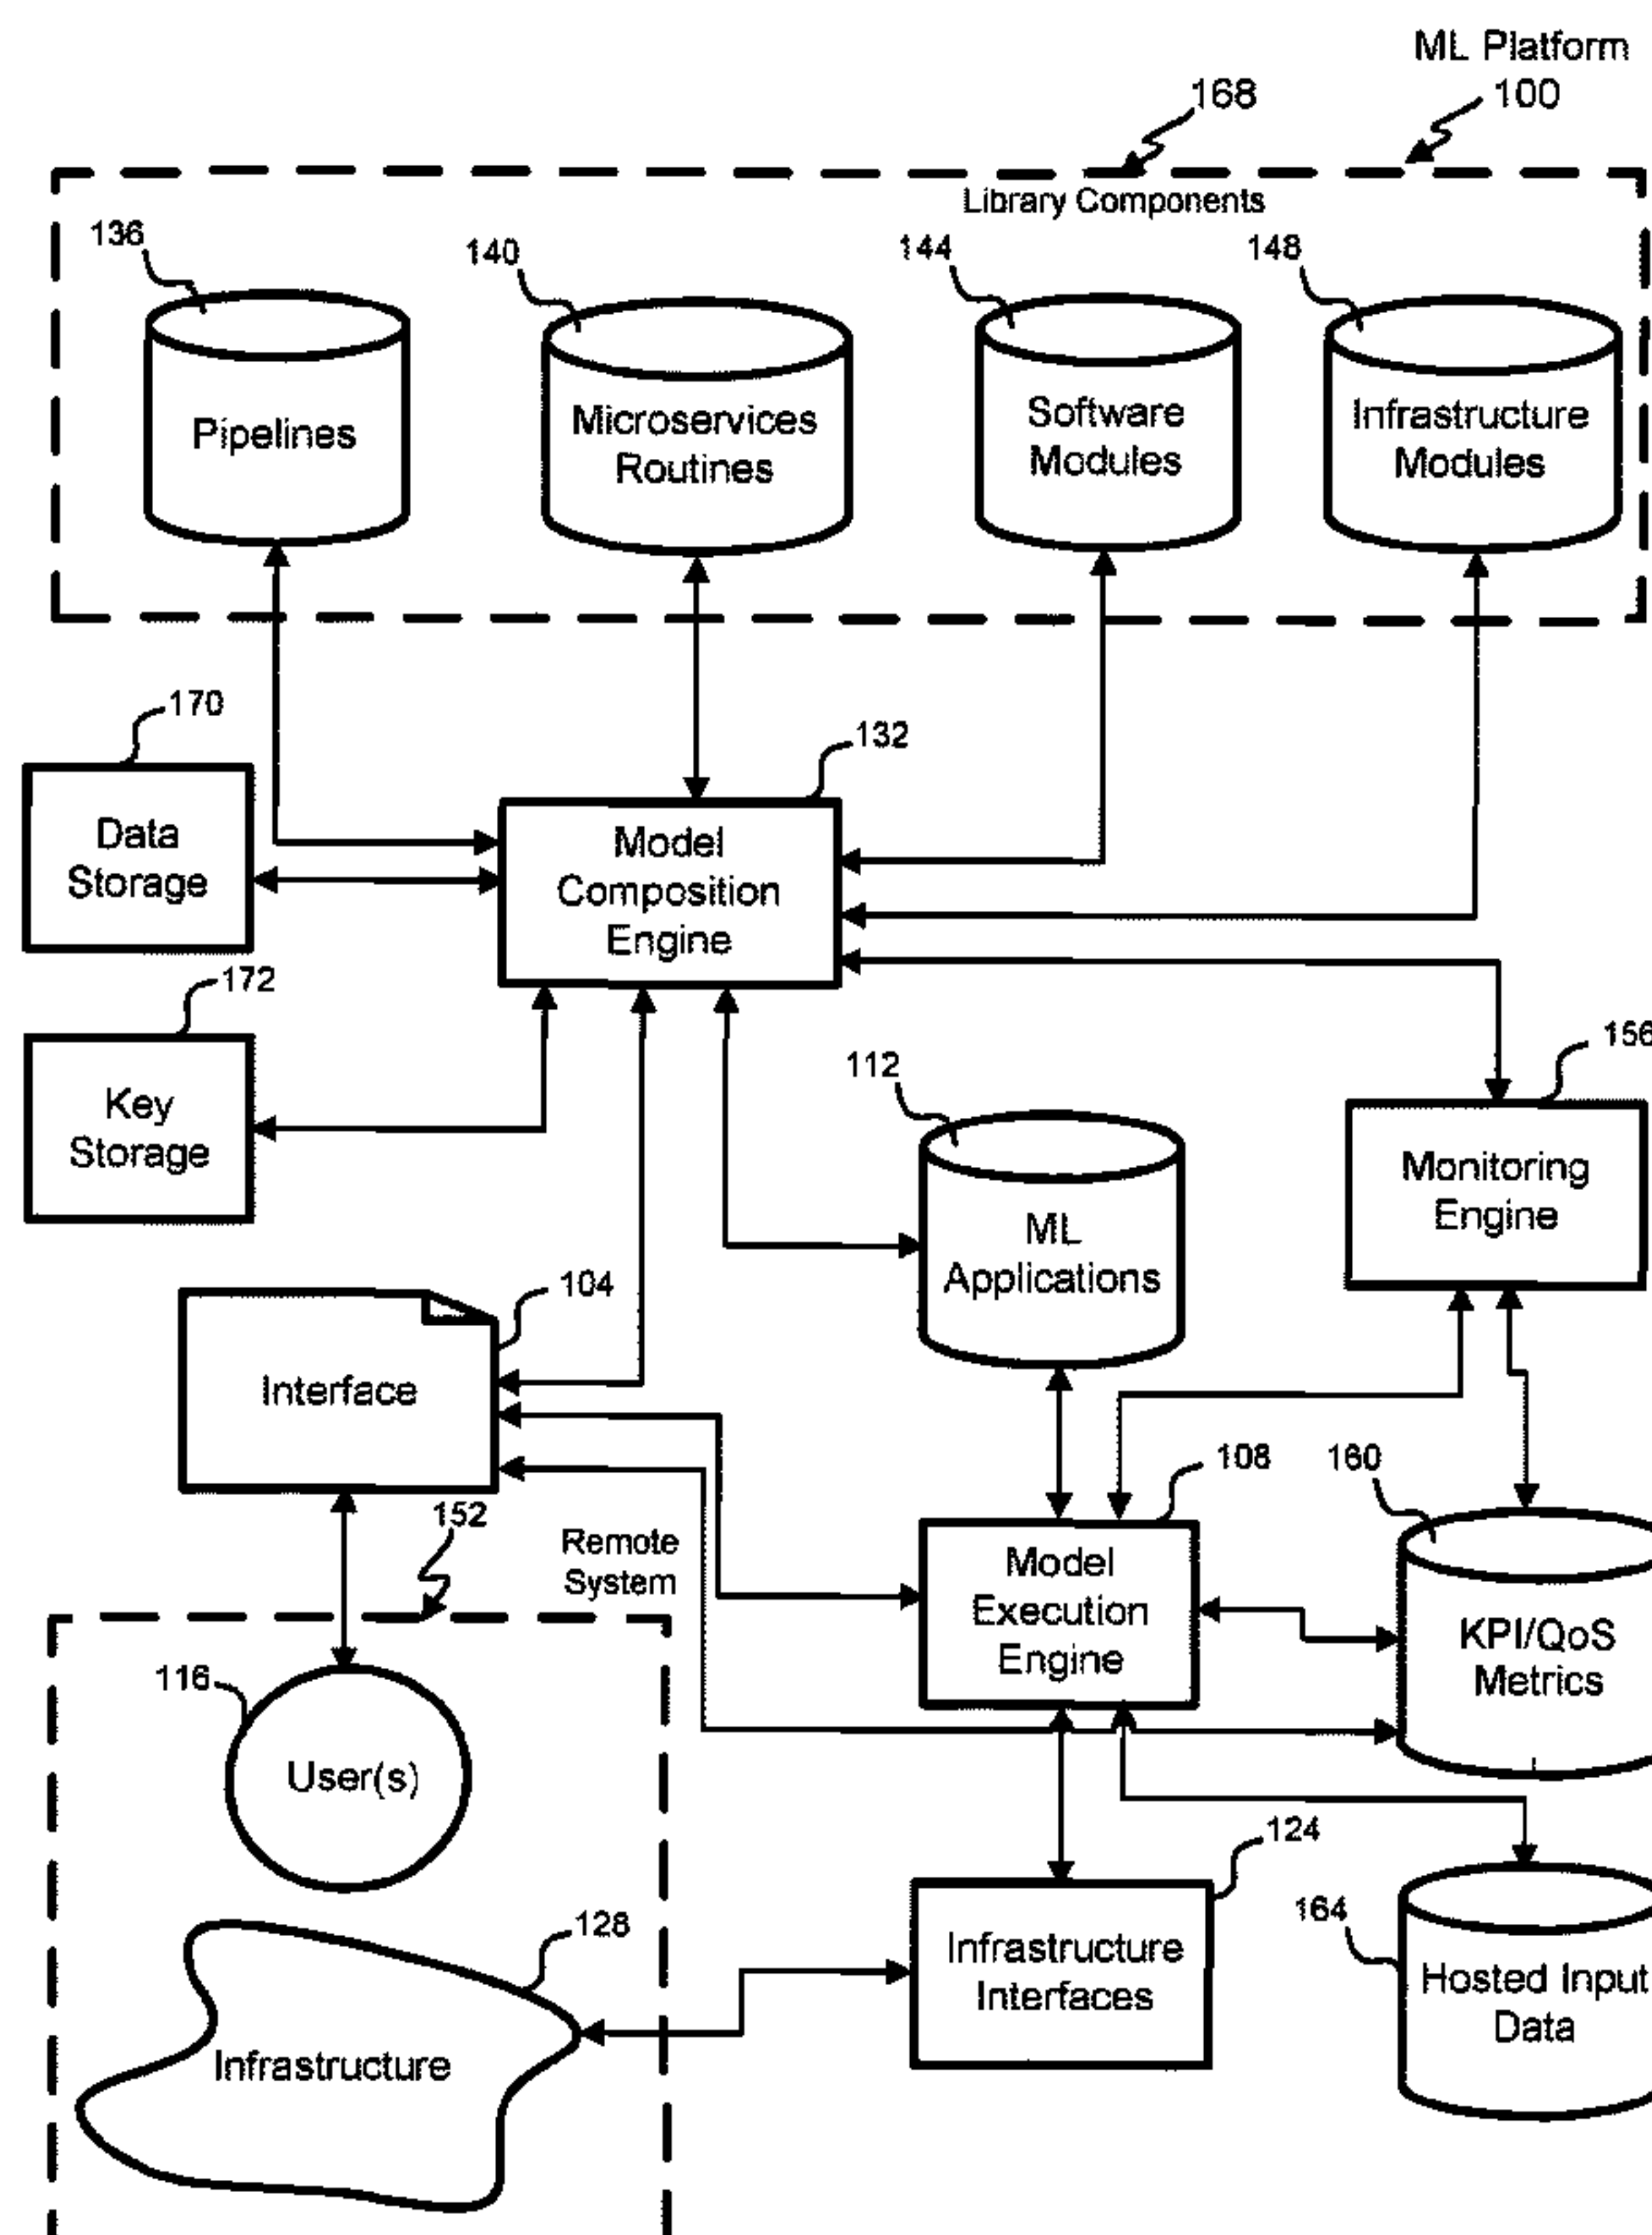 ML Platform
168
100
Library Components
136
140
144
148
Pipelines
Microservices
Routines
Software
Modules
Infrastructure
Modules
170
132
Data
Storage
Model
Composition
Engine
172
Key
Storage
112
156
ML
Applications
Monitoring
Engine
104
Interface
108
160
152
Remote
System
Model
Execution
Engine
KPI/QoS
Metrics
116
User(s)
124
128
164
Infrastructure
Interfaces
Hosted Input
Data
Infrastructure